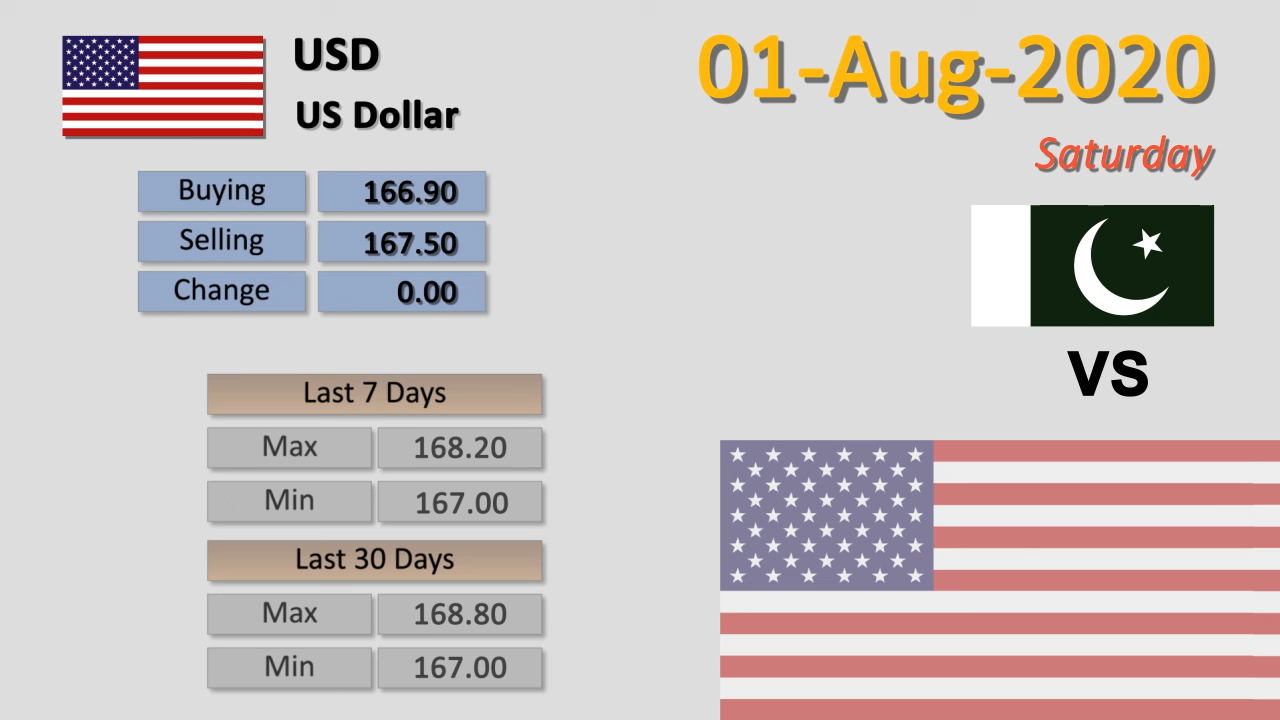 USD
US Dollar
01-Aug-2020
Saturday
Buying 166.90
Selling 167.50
Change 0.00
VS
Last 7 Days
Max 168.20
Min 167.00
Last 30 Days
Max 168.80
Min 167.00